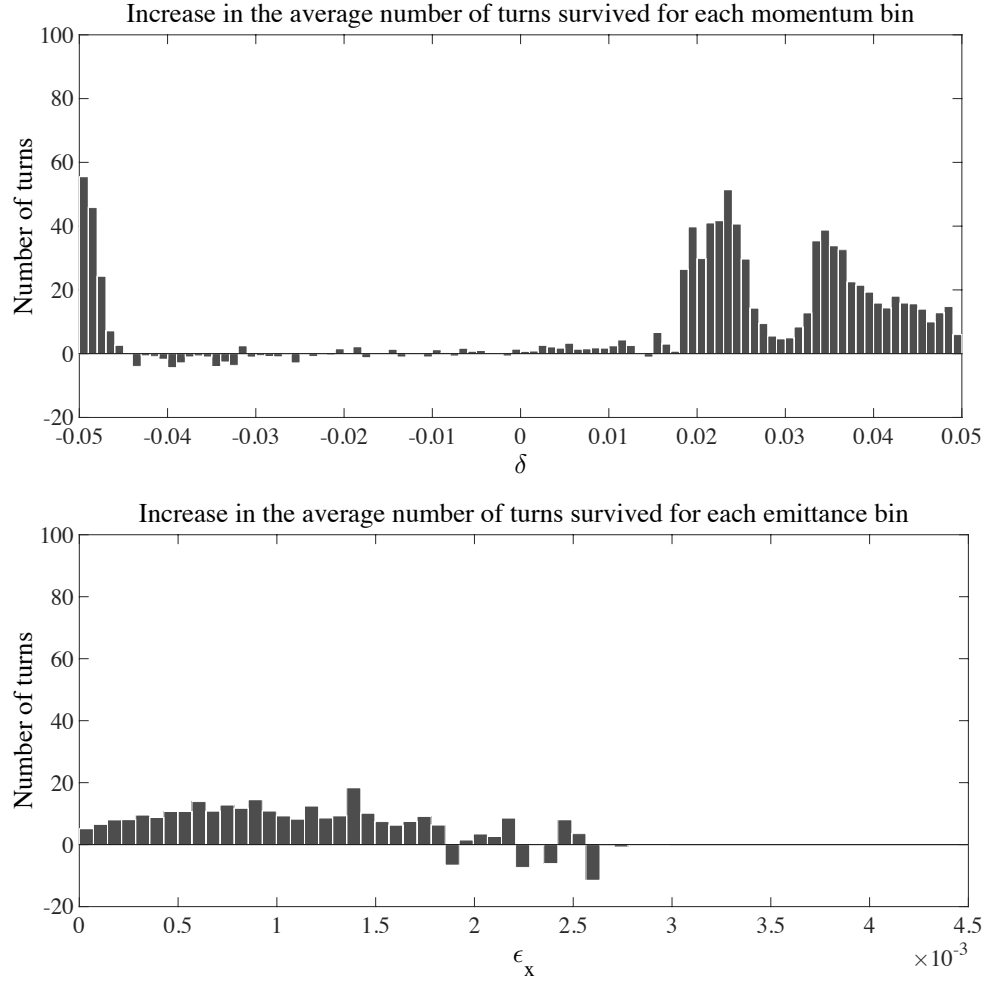 Increase in the average number of turns survived for each momentum bin
100
80
60
40
20
0
-20
Number of turns
-0.05 -0.04 -0.03 -0.02 -0.01 0 0.01 0.02 0.03 0.04 0.05
δ
Increase in the average number of turns survived for each emittance bin
100
80
60
40
20
0
-20
Number of turns
0 0.5 1 1.5 2 2.5 3 3.5 4 4.5
×10⁻³
ϵₓ